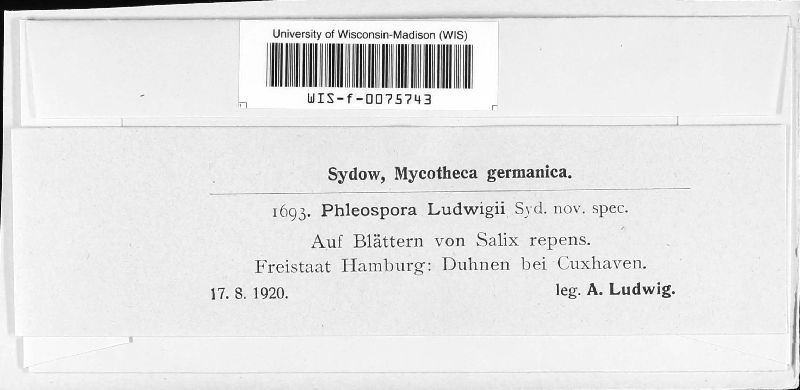 University of Wisconsin-Madison (WIS)
WIS-f-0075743
Sydow, Mycotheca germanica.
1693. Phleospora Ludwigii Syd. nov. spec.
Auf Blättern von Salix repens.
Freistaat Hamburg: Duhnen bei Cuxhaven.
17. 8. 1920. leg. A. Ludwig.